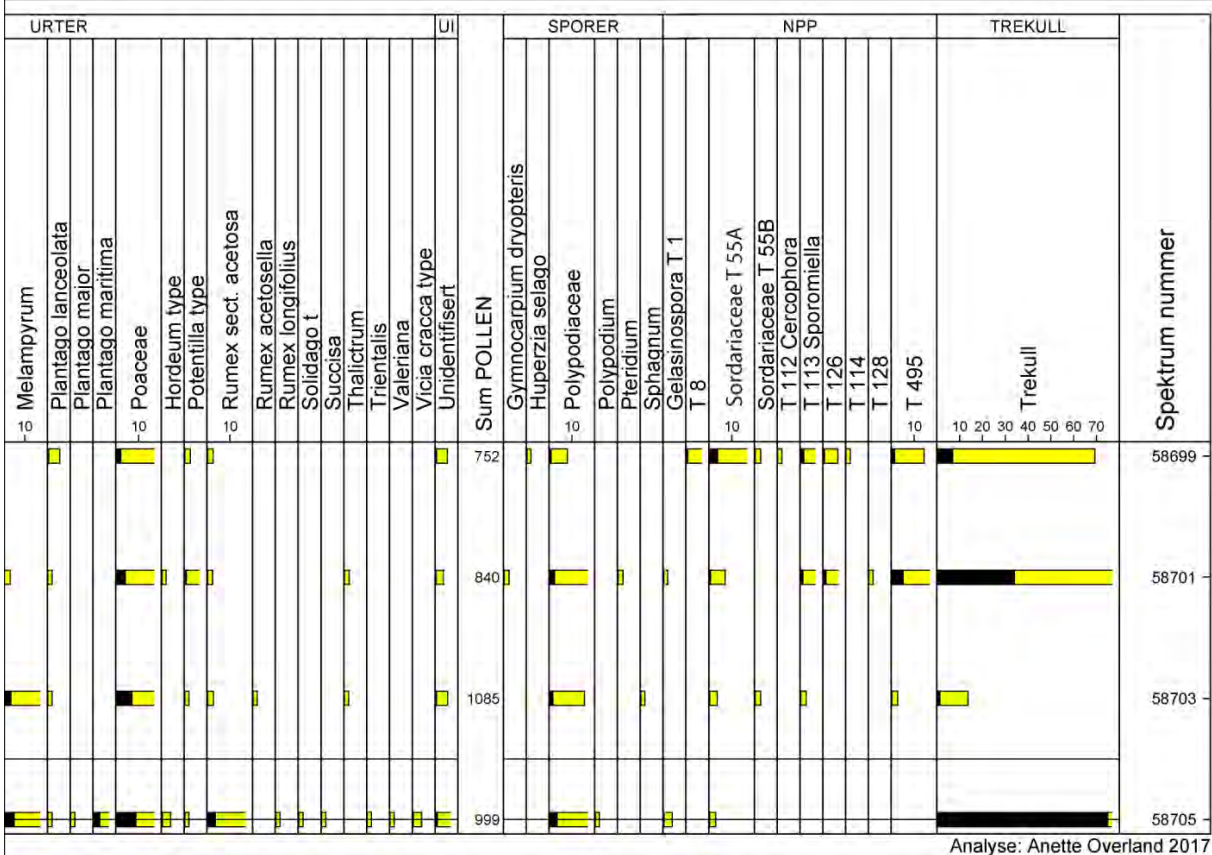 URTER UI SPORER NPP TREKULL
Melampyrum
Plantago lanceolata
Plantago major
Plantago maritima
Poaceae
Hordeum type
Potentilla type
Rumex sect. acetosa
Rumex acetosella
Rumex longifolius
Solidago t
Succisa
Thalictrum
Trientalis
Valeriana
Vicia cracca type
Unidentifisert
Sum POLLEN
Gymnocarpium dryopteris
Huperzia selago
Polypodiaceae
Polypodium
Pteridium
Sphagnum
Gelasinospora T 1
T 8
Sordariaceae T 55A
Sordariaceae T 55B
T 112 Cercophora
T 113 Sporomiella
T 126
T 114
T 128
T 495
Trekull
Spektrum nummer
10 10 10 10 10 10 10 20 30 40 50 60 70
752 58699
840 58701
1085 58703
999 58705
Analyse: Anette Overland 2017